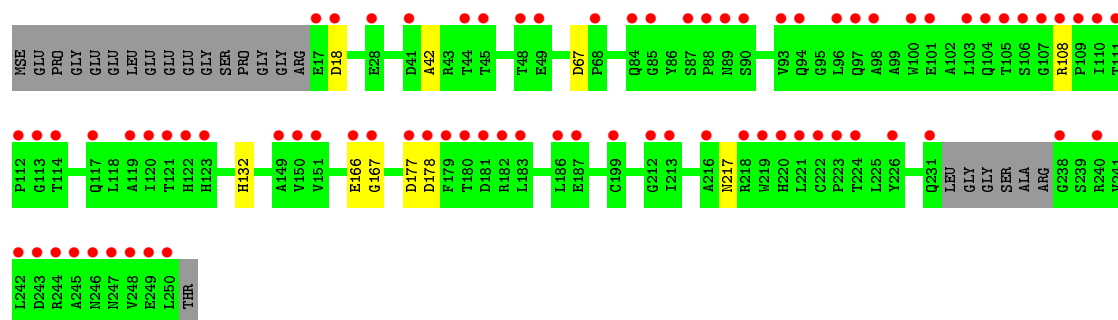 MSE GLU PRO GLY GLU GLU LEU GLU GLU GLU GLY SER PRO GLY ARG E17 D18 E28 D41 A42 R43 T44 T45 T48 E49 D67 P68 Q84 G85 Y86 S87 P88 N89 S90 V93 Q94 G95 L96 Q97 A98 A99 W100 E101 A102 L103 Q104 T105 S106 G107 R108 P109 I110 T111
P112 G113 T114 Q117 L118 A119 I120 T121 H122 H123 H132 A149 V150 V151 E166 G167 D177 D178 F179 T180 D181 R182 L183 L186 E187 C199 G212 I213 A216 N217 R218 W219 H220 L221 C222 P223 T224 L225 Y226 Q231 LEU GLY GLY SER ALA ARG G238 S239 R240 V241
L242 D243 R244 A245 N246 N247 V248 E249 L250 THR